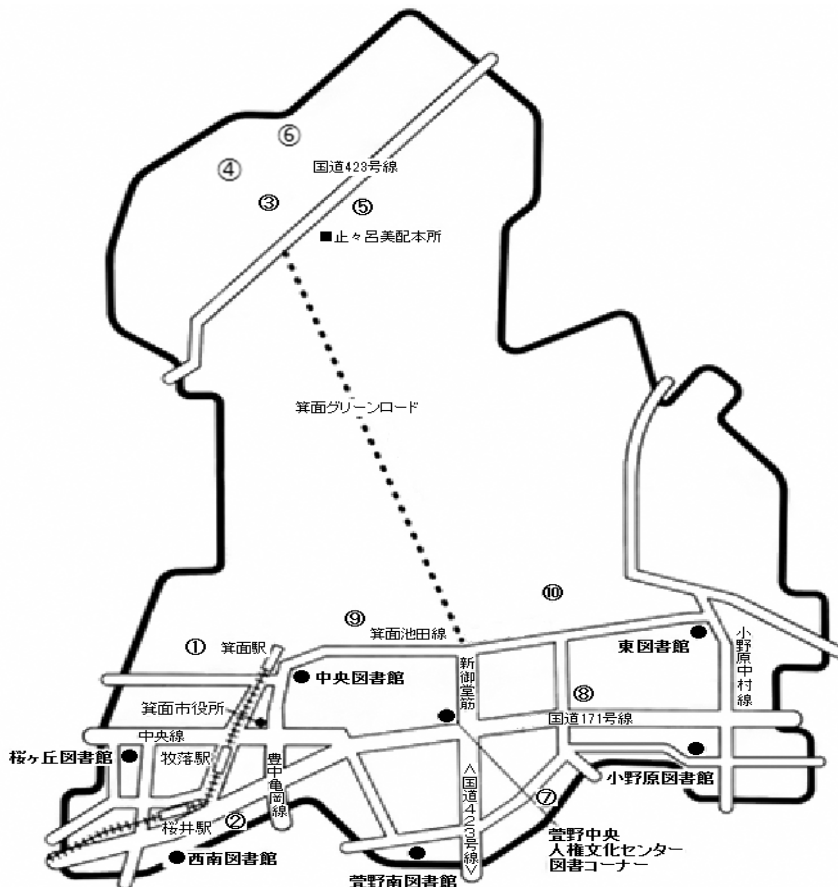 ⑥
④
国道423号線
③
⑤
■止々呂美配本所
箕面グリーンロード
⑩
⑨
箕面池田線
①
箕面駅
東図書館
小野原中村線
中央図書館
新御堂筋
⑧
箕面市役所
国道171号線
中央線
桜ヶ丘図書館
牧落駅
豊中亀岡線
小野原図書館
<国道423号線>
⑦
桜井駅
②
萱野中央
人権文化センター
図書コーナー
西南図書館
萱野南図書館